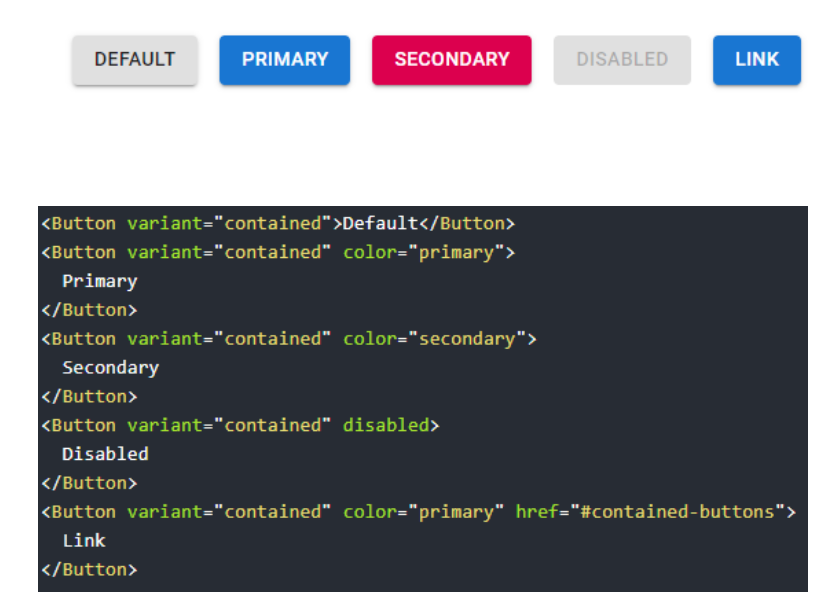 DEFAULT PRIMARY SECONDARY DISABLED LINK
<Button variant="contained">Default</Button>
<Button variant="contained" color="primary">
  Primary
</Button>
<Button variant="contained" color="secondary">
  Secondary
</Button>
<Button variant="contained" disabled>
  Disabled
</Button>
<Button variant="contained" color="primary" href="#contained-buttons">
  Link
</Button>